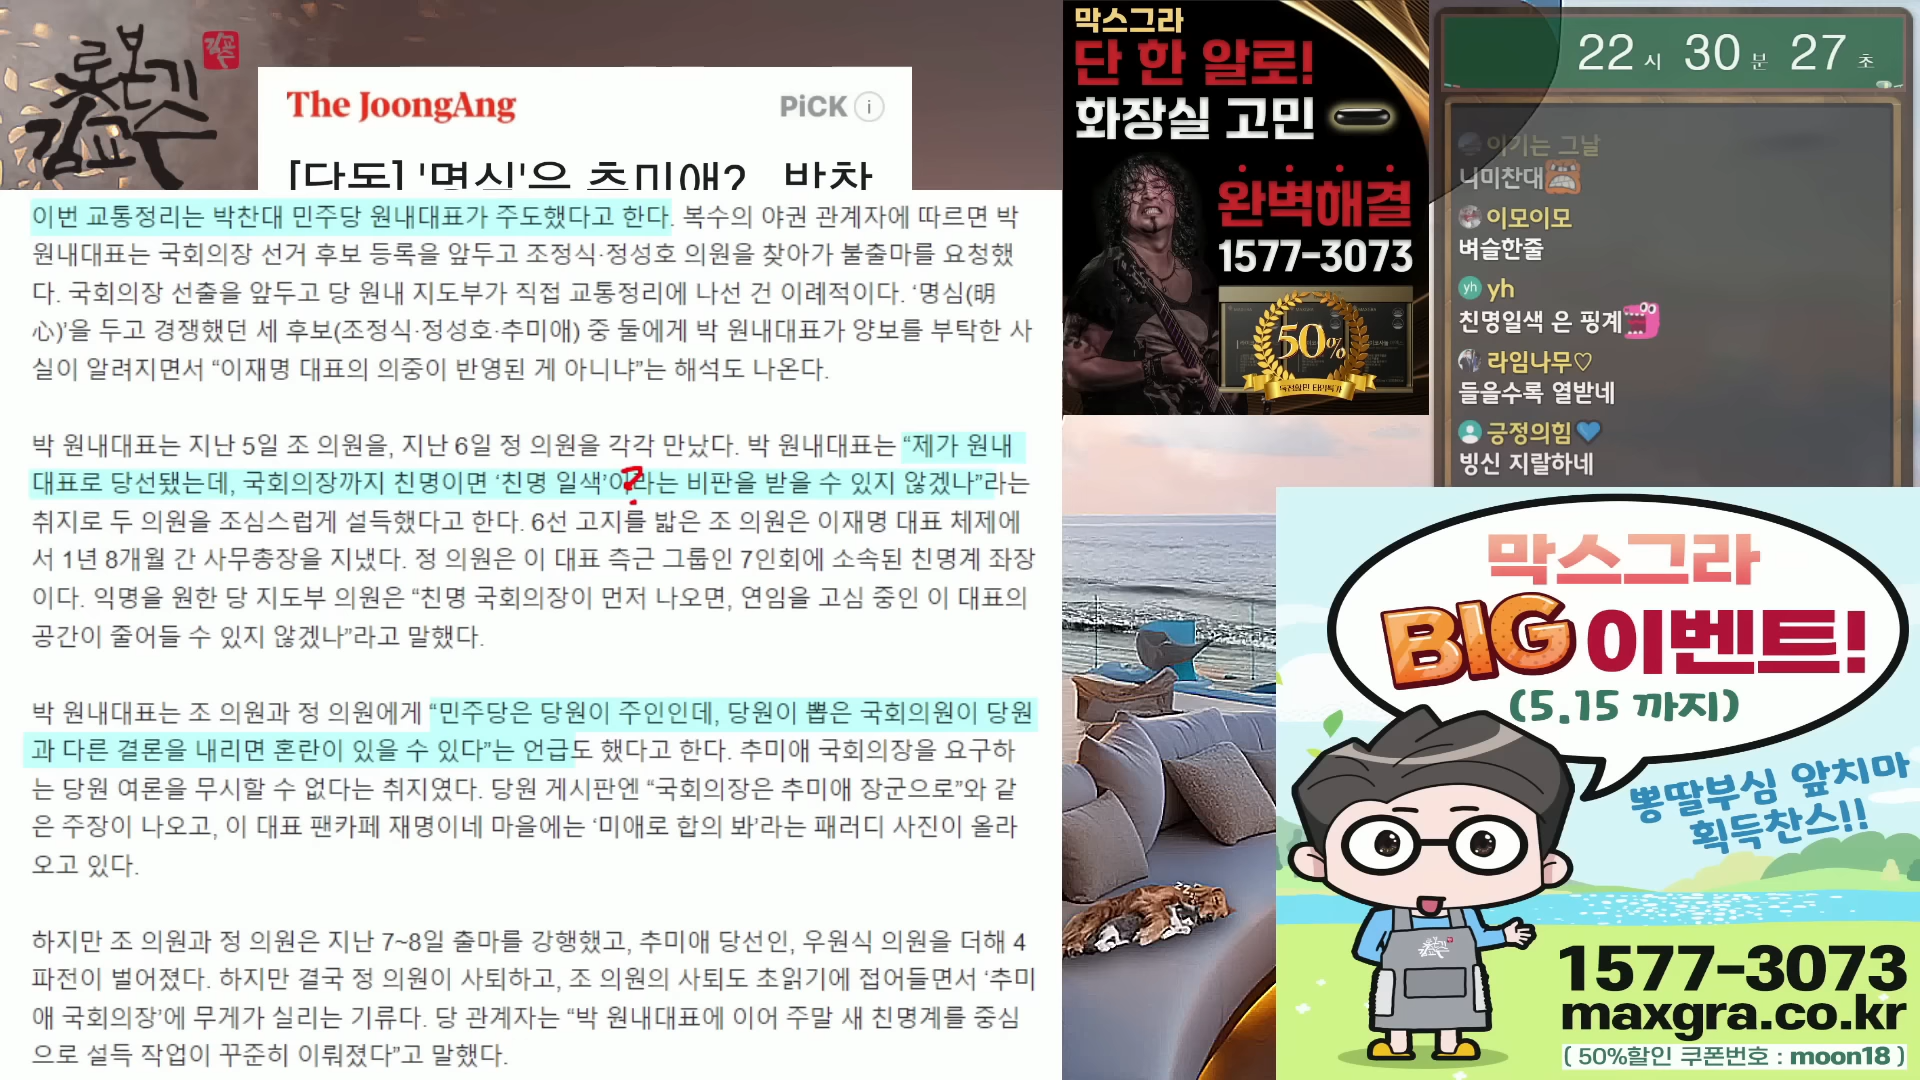 룻본기
김교수
김교수
The JoongAng
PiCK i
[단독] '명심'은 추미애?...박찬
이번 교통정리는 박찬대 민주당 원내대표가 주도했다고 한다. 복수의 야권 관계자에 따르면 박
원내대표는 국회의장 선거 후보 등록을 앞두고 조정식·정성호 의원을 찾아가 불출마를 요청했
다. 국회의장 선출을 앞두고 당 원내 지도부가 직접 교통정리에 나선 건 이례적이다. ‘명심(明
心)’을 두고 경쟁했던 세 후보(조정식·정성호·추미애) 중 둘에게 박 원내대표가 양보를 부탁한 사
실이 알려지면서 “이재명 대표의 의중이 반영된 게 아니냐”는 해석도 나온다.
박 원내대표는 지난 5일 조 의원을, 지난 6일 정 의원을 각각 만났다. 박 원내대표는 “제가 원내
대표로 당선됐는데, 국회의장까지 친명이면 ‘친명 일색’이라는 비판을 받을 수 있지 않겠나”라는
?
취지로 두 의원을 조심스럽게 설득했다고 한다. 6선 고지를 밟은 조 의원은 이재명 대표 체제에
서 1년 8개월 간 사무총장을 지냈다. 정 의원은 이 대표 측근 그룹인 7인회에 소속된 친명계 좌장
이다. 익명을 원한 당 지도부 의원은 “친명 국회의장이 먼저 나오면, 연임을 고심 중인 이 대표의
공간이 줄어들 수 있지 않겠나”라고 말했다.
박 원내대표는 조 의원과 정 의원에게 “민주당은 당원이 주인인데, 당원이 뽑은 국회의원이 당원
과 다른 결론을 내리면 혼란이 있을 수 있다”는 언급도 했다고 한다. 추미애 국회의장을 요구하
는 당원 여론을 무시할 수 없다는 취지였다. 당원 게시판엔 “국회의장은 추미애 장군으로”와 같
은 주장이 나오고, 이 대표 팬카페 재명이네 마을에는 ‘미애로 합의 봐’라는 패러디 사진이 올라
오고 있다.
하지만 조 의원과 정 의원은 지난 7~8일 출마를 강행했고, 추미애 당선인, 우원식 의원을 더해 4
파전이 벌어졌다. 하지만 결국 정 의원이 사퇴하고, 조 의원의 사퇴도 초읽기에 접어들면서 ‘추미
애 국회의장’에 무게가 실리는 기류다. 당 관계자는 “박 원내대표에 이어 주말 새 친명계를 중심
으로 설득 작업이 꾸준히 이뤄졌다”고 말했다.
막스그라
단 한 알로!
화장실 고민
완벽해결
1577-3073
50%
22시 30분 27초
이기는 그날
니미찬대
이모이모
벼슬한줄
yh yh
친명일색 은 핑계
라임나무♡
들을수록 열받네
긍정의힘💙
빙신 지랄하네
zz
막스그라
BIG 이벤트!
(5.15 까지)
뽕딸부심 앞치마
획득찬스!!
1577-3073
maxgra.co.kr
( 50%할인 쿠폰번호 : moon18 )